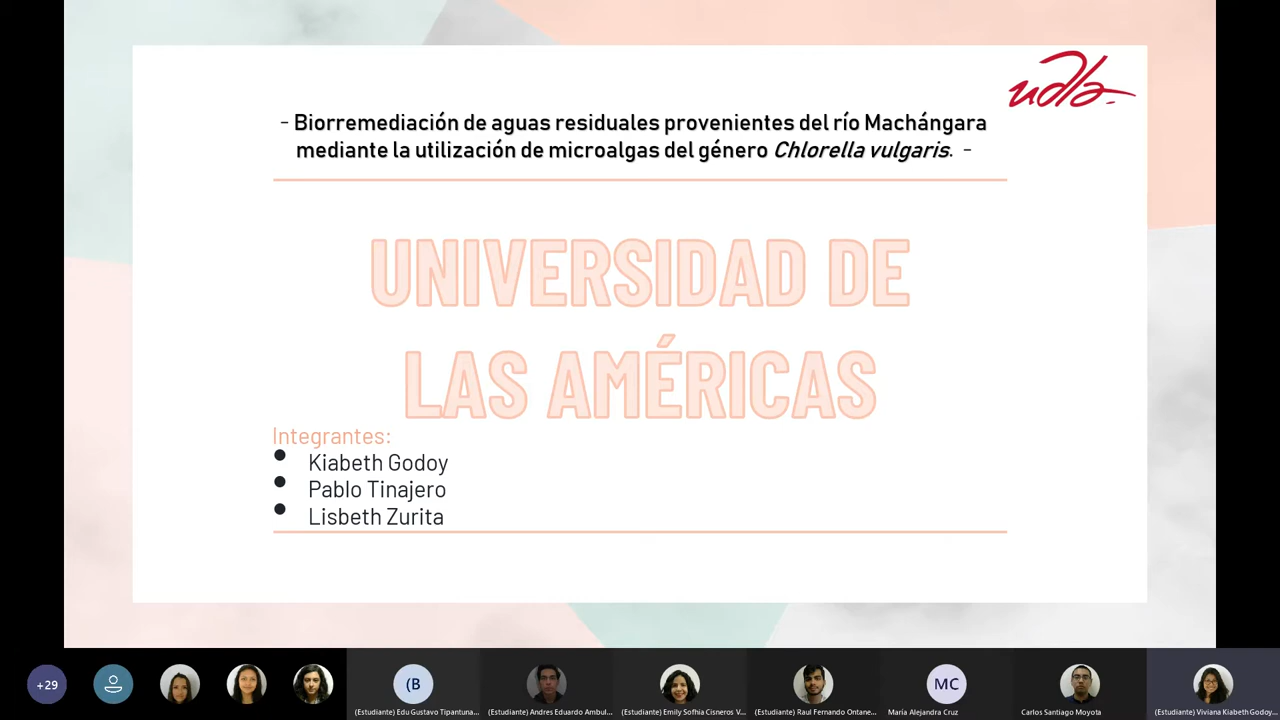 udla-
- Biorremediación de aguas residuales provenientes del río Machángara
mediante la utilización de microalgas del género Chlorella vulgaris. -
UNIVERSIDAD DE
LAS AMÉRICAS
Integrantes:
● Kiabeth Godoy
● Pablo Tinajero
● Lisbeth Zurita
+29
(B
MC
(Estudiante) Edu Gustavo Tipantuna...
(Estudiante) Andres Eduardo Ambul...
(Estudiante) Emily Sofhia Cisneros V...
(Estudiante) Raul Fernando Ontane...
María Alejandra Cruz
Carlos Santiago Moyota
(Estudiante) Viviana Kiabeth Godoy...